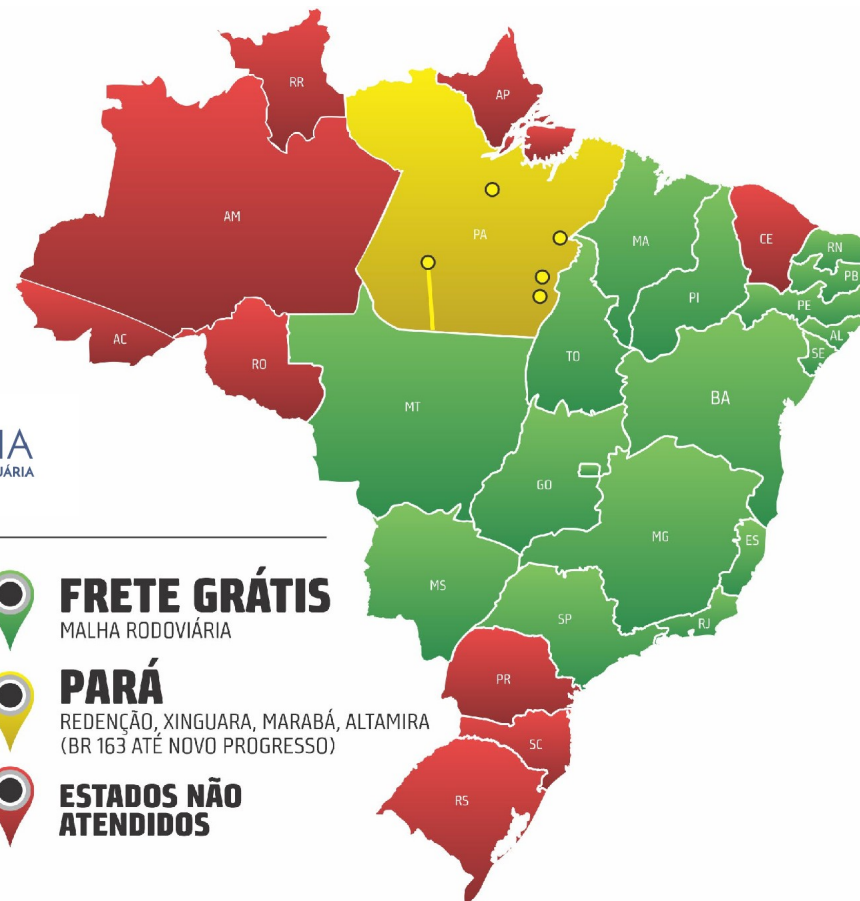 RR
AP
AM
PA
MA
CE
RN
PB
PI
PE
AL
SE
AC
RO
TO
BA
MT
GO
MG
ES
MS
SP
RJ
PR
SC
RS
UÁRIA
FRETE GRÁTIS
MALHA RODOVIÁRIA
PARÁ
REDENÇÃO, XINGUARA, MARABÁ, ALTAMIRA
(BR 163 ATÉ NOVO PROGRESSO)
ESTADOS NÃO
ATENDIDOS